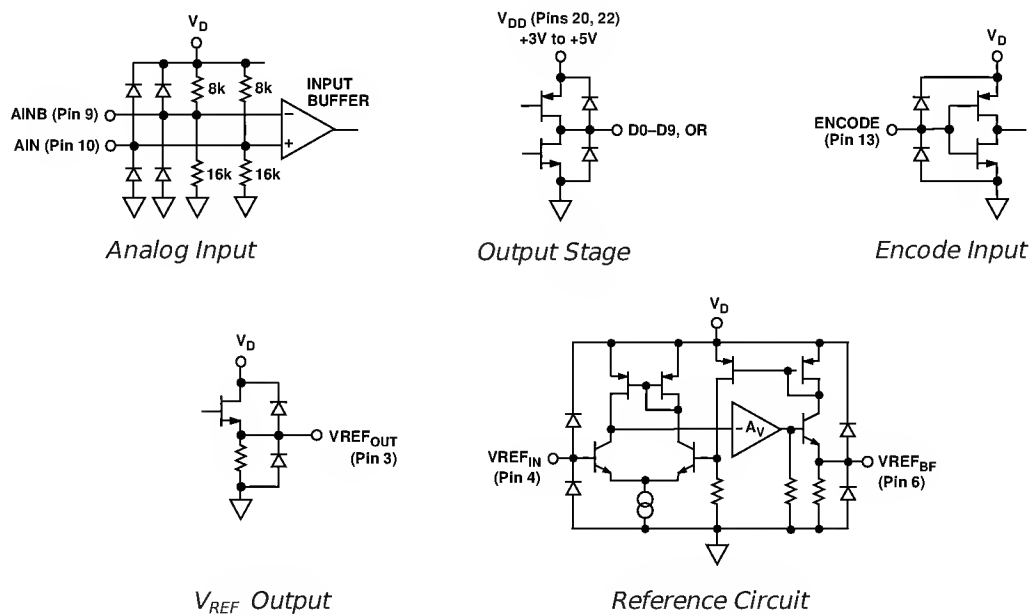 V_D
8k
8k
INPUT
BUFFER
AINB (Pin 9)
−
AIN (Pin 10)
+
16k
16k
Analog Input
V_DD (Pins 20, 22)
+3V to +5V
D0–D9, OR
Output Stage
V_D
ENCODE
(Pin 13)
Encode Input
V_D
VREF_OUT
(Pin 3)
V_REF Output
V_D
−A_V
VREF_IN
(Pin 4)
VREF_BF
(Pin 6)
Reference Circuit